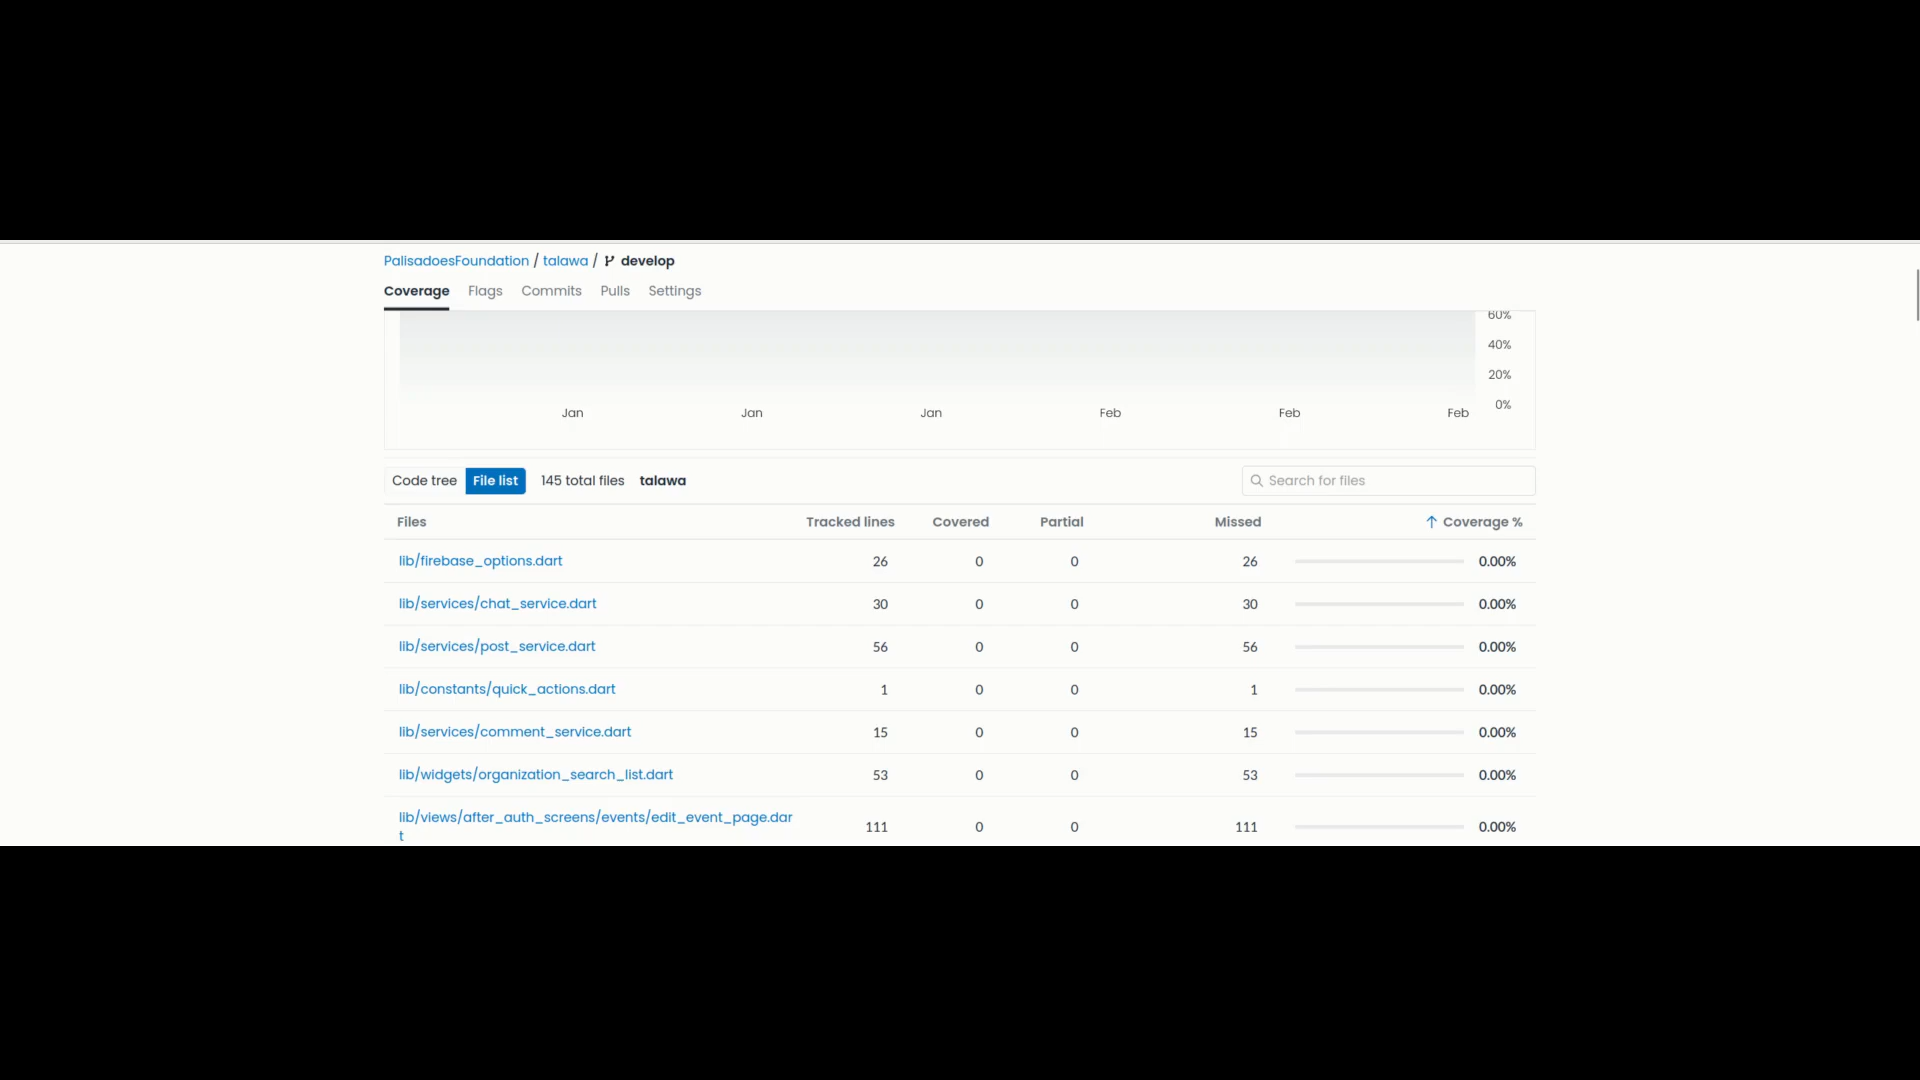 PalisadoesFoundation / talawa / develop
Coverage Flags Commits Pulls Settings
60%
40%
20%
0%
Jan Jan Jan Feb Feb Feb
Code tree File list 145 total files talawa Search for files
Files Tracked lines Covered Partial Missed ↑ Coverage %
lib/firebase_options.dart 26 0 0 26 0.00%
lib/services/chat_service.dart 30 0 0 30 0.00%
lib/services/post_service.dart 56 0 0 56 0.00%
lib/constants/quick_actions.dart 1 0 0 1 0.00%
lib/services/comment_service.dart 15 0 0 15 0.00%
lib/widgets/organization_search_list.dart 53 0 0 53 0.00%
lib/views/after_auth_screens/events/edit_event_page.dar
t 111 0 0 111 0.00%